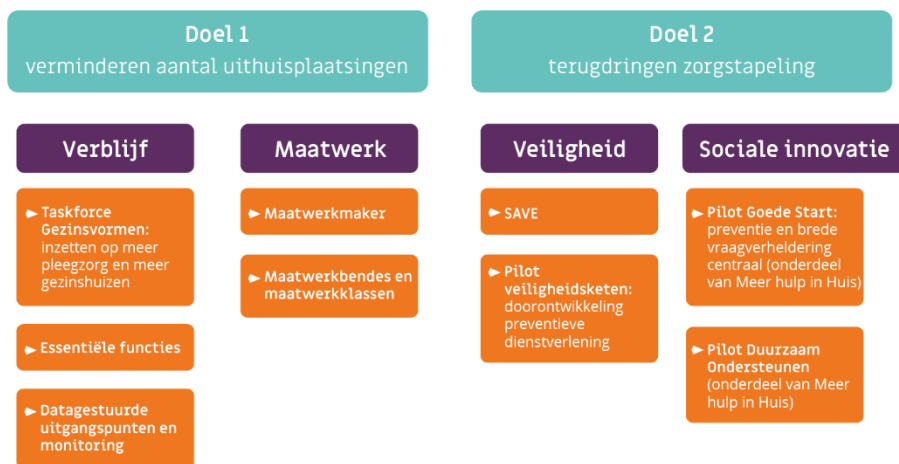 Doel 1
verminderen aantal uithuisplaatsingen
Doel 2
terugdringen zorgstapeling
Verblijf
Taskforce
Gezinsvormen:
inzetten op meer
pleegzorg en meer
gezinshuizen
Essentiële functies
Datagestuurde
uitgangspunten en
monitoring
Maatwerk
Maatwerkmaker
Maatwerkbendes en
maatwerkklassen
Veiligheid
SAVE
Pilot
veiligheidsketen:
doorontwikkeling
preventieve
dienstverlening
Sociale innovatie
Pilot Goede Start:
preventie en brede
vraagverheldering
centraal (onderdeel
van Meer hulp in Huis)
Pilot Duurzaam
Ondersteunen
(onderdeel van Meer
hulp in Huis)